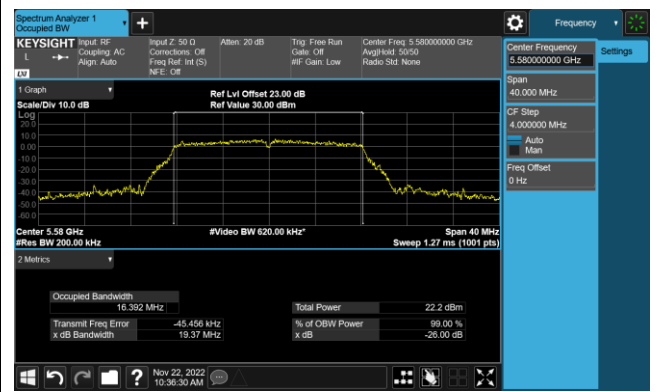 Spectrum Analyzer 1
Occupied BW
Frequency
KEYSIGHT Input: RF Input Z: 50 Ω Atten: 20 dB Trig: Free Run Center Freq: 5.580000000 GHz
L Coupling: AC Corrections: Off Gate: Off Avg|Hold: 50/50
Align: Auto Freq Ref: Int (S) #IF Gain: Low Radio Std: None
LXI NFE: Off
Center Frequency
5.580000000 GHz
Settings
Span
40.000 MHz
CF Step
4.000000 MHz
Auto
Man
Freq Offset
0 Hz
1 Graph
Scale/Div 10.0 dB
Ref Lvl Offset 23.00 dB
Ref Value 30.00 dBm
Log
20.0
10.0
0.00
-10.0
-20.0
-30.0
-40.0
-50.0
-60.0
Center 5.58 GHz #Video BW 620.00 kHz* Span 40 MHz
#Res BW 200.00 kHz Sweep 1.27 ms (1001 pts)
2 Metrics
Occupied Bandwidth
16.392 MHz Total Power 22.2 dBm
Transmit Freq Error -45.456 kHz % of OBW Power 99.00 %
x dB Bandwidth 19.37 MHz x dB -26.00 dB
? Nov 22, 2022
10:36:30 AM